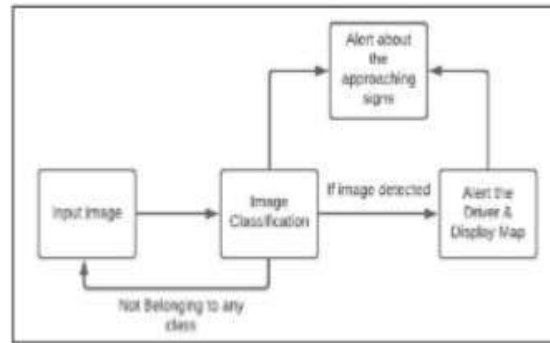 Alert about
the
approaching
signs
Input image
Image
Classification
If image detected
Alert the
Driver &
Display Map
Not Belonging to any
class